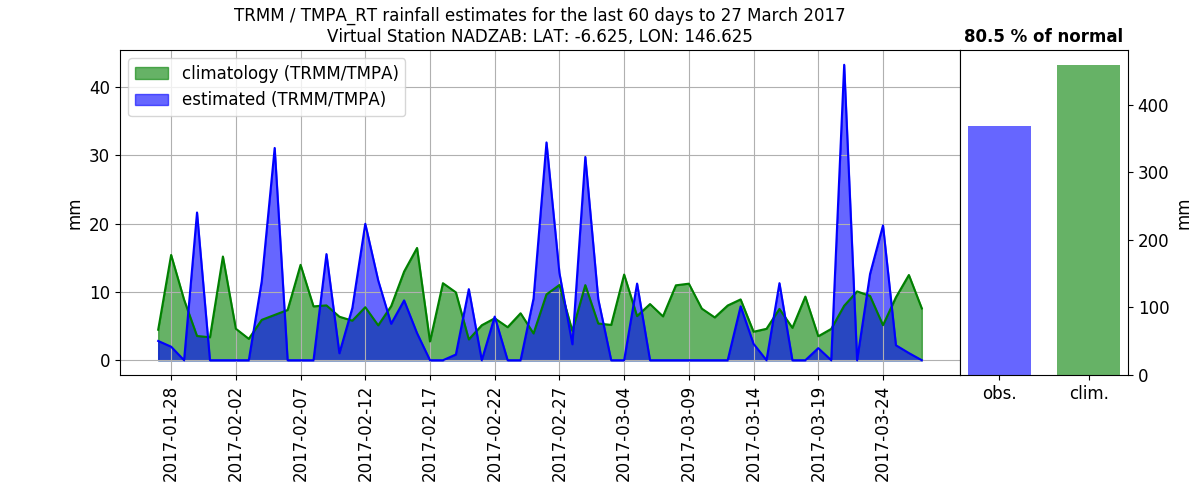 TRMM / TMPA_RT rainfall estimates for the last 60 days to 27 March 2017
Virtual Station NADZAB: LAT: -6.625, LON: 146.625
80.5 % of normal
climatology (TRMM/TMPA)
estimated (TRMM/TMPA)
mm
40
30
20
10
0
2017-01-28
2017-02-02
2017-02-07
2017-02-12
2017-02-17
2017-02-22
2017-02-27
2017-03-04
2017-03-09
2017-03-14
2017-03-19
2017-03-24
400
300
200
100
0
mm
obs.
clim.